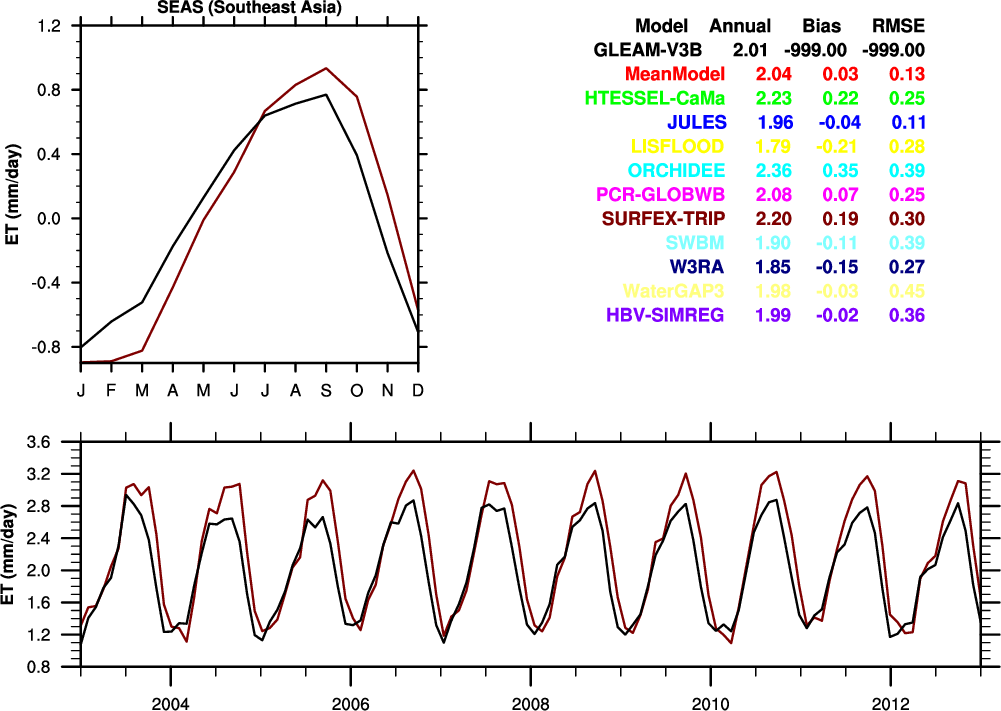 SEAS (Southeast Asia)
1.2
0.8
0.4
0.0
-0.4
-0.8
ET (mm/day)
J F M A M J J A S O N D
Model Annual Bias RMSE
GLEAM-V3B 2.01 -999.00 -999.00
MeanModel 2.04 0.03 0.13
HTESSEL-CaMa 2.23 0.22 0.25
JULES 1.96 -0.04 0.11
LISFLOOD 1.79 -0.21 0.28
ORCHIDEE 2.36 0.35 0.39
PCR-GLOBWB 2.08 0.07 0.25
SURFEX-TRIP 2.20 0.19 0.30
SWBM 1.90 -0.11 0.39
W3RA 1.85 -0.15 0.27
WaterGAP3 1.98 -0.03 0.45
HBV-SIMREG 1.99 -0.02 0.36
3.6
3.2
2.8
2.4
2.0
1.6
1.2
0.8
ET (mm/day)
2004 2006 2008 2010 2012